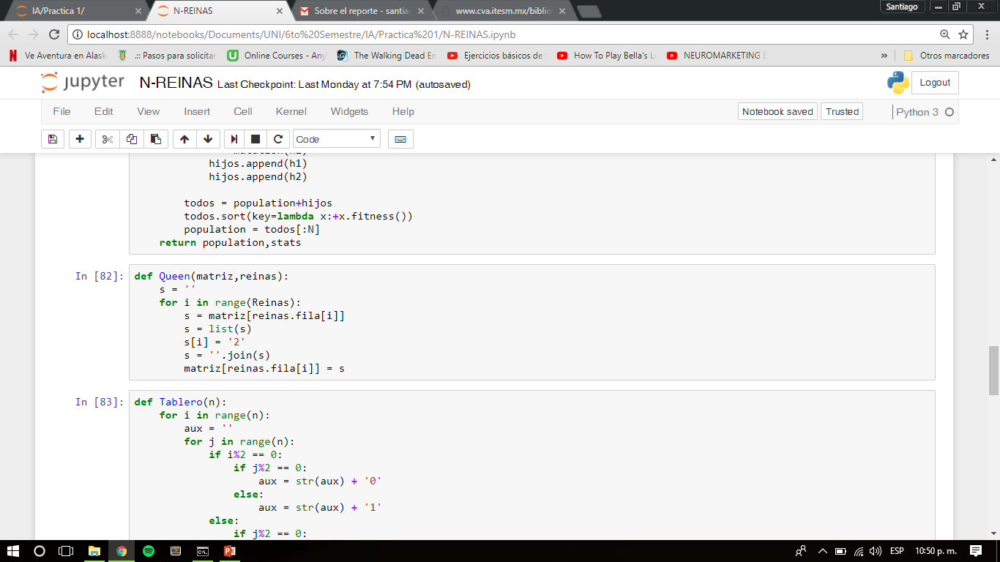 IA/Practica 1/
N-REINAS
Sobre el reporte - santia
www.cva.itesm.mx/biblio
Santiago
localhost:8888/notebooks/Documents/UNI/6to%20Semestre/IA/Practica%201/N-REINAS.ipynb
Ve Aventura en Alask
.:: Pasos para solicitar
Online Courses - Any
The Walking Dead En
Ejercicios básicos de
How To Play Bella's Lu
NEUROMARKETING E
»
Otros marcadores
jupyter N-REINAS Last Checkpoint: Last Monday at 7:54 PM (autosaved)
Logout
File Edit View Insert Cell Kernel Widgets Help
Notebook saved Trusted Python 3
Code
hijos.append(h1)
hijos.append(h2)
todos = population+hijos
todos.sort(key=lambda x:+x.fitness())
population = todos[:N]
return population,stats
In [82]: def Queen(matriz,reinas):
s = ''
for i in range(Reinas):
s = matriz[reinas.fila[i]]
s = list(s)
s[i] = '2'
s = ''.join(s)
matriz[reinas.fila[i]] = s
In [83]: def Tablero(n):
for i in range(n):
aux = ''
for j in range(n):
if i%2 == 0:
if j%2 == 0:
aux = str(aux) + '0'
else:
aux = str(aux) + '1'
else:
if j%2 == 0:
ESP 10:50 p. m.